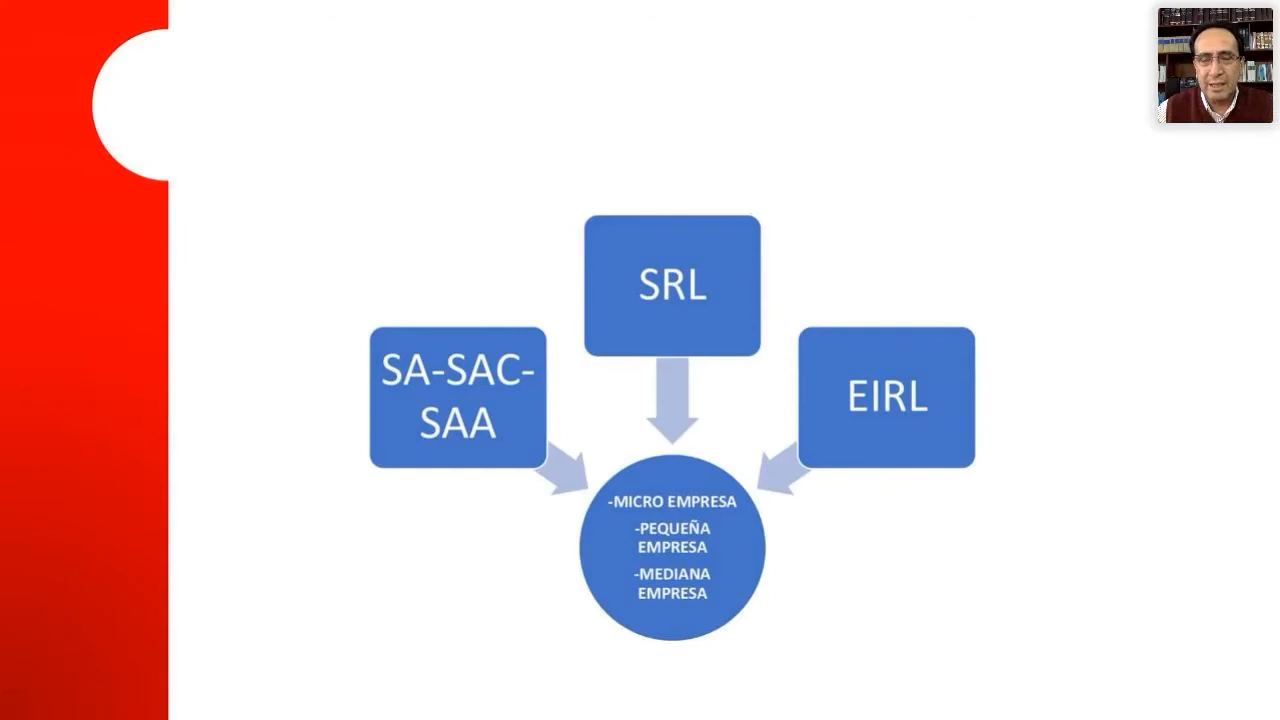 SRL
SA-SAC-
SAA
EIRL
-MICRO EMPRESA
-PEQUEÑA
EMPRESA
-MEDIANA
EMPRESA